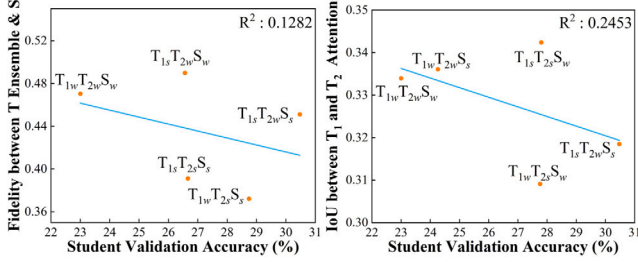 Fidelity between T Ensemble & S
R² : 0.1282
0.52
0.48
0.44
0.40
0.36
T₁wT₂wSw
T₁sT₂wSw
T₁sT₂wSs
T₁sT₂sSs
T₁wT₂sSs
22 23 24 25 26 27 28 29 30 31
Student Validation Accuracy (%)
IoU between T₁ and T₂ Attention
R² : 0.2453
0.35
0.34
0.33
0.32
0.31
0.30
T₁wT₂wSs
T₁wT₂wSw
T₁sT₂sSw
T₁sT₂wSs
T₁wT₂sSw
22 23 24 25 26 27 28 29 30 31
Student Validation Accuracy (%)